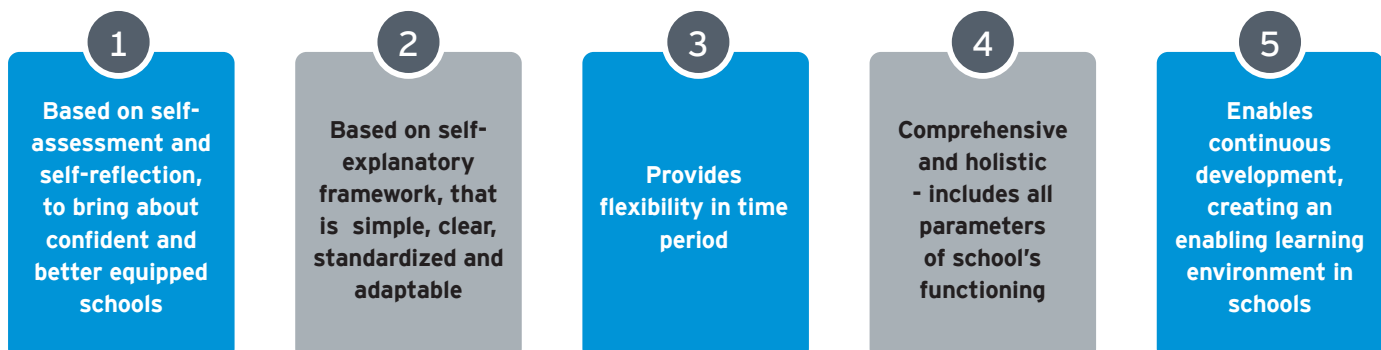 1
Based on self-
assessment and
self-reflection,
to bring about
confident and
better equipped
schools
2
Based on self-
explanatory
framework, that
is simple, clear,
standardized and
adaptable
3
Provides
flexibility in time
period
4
Comprehensive
and holistic
- includes all
parameters
of school's
functioning
5
Enables
continuous
development,
creating an
enabling learning
environment in
schools